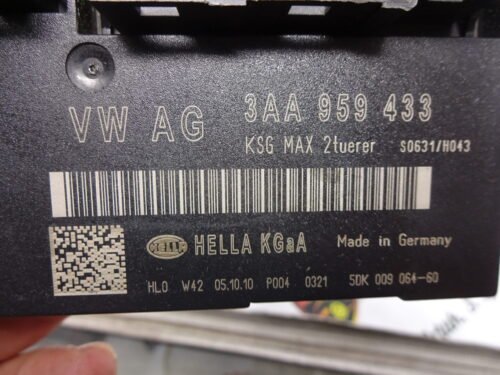 VW AG 3AA 959 433
KSG MAX 2tuerer S0631/H043
HELLA HELLA KGaA Made in Germany
HLO W42 05.10.10 P004 0321 5DK 009 064-60